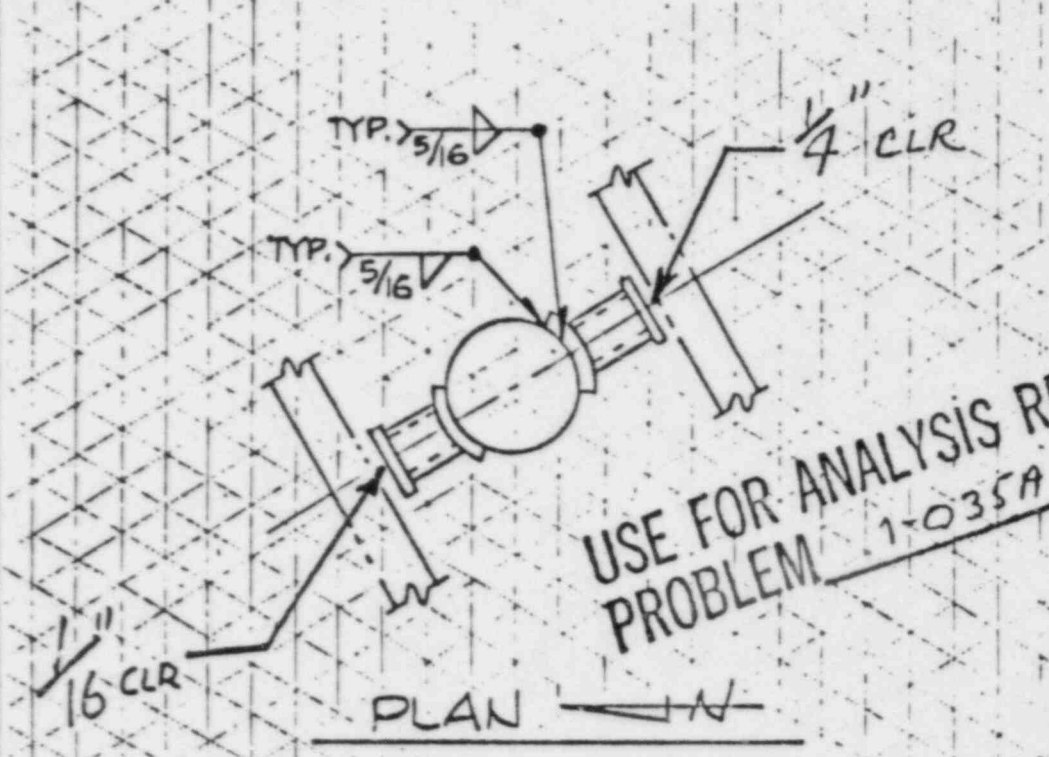 TYP. 5/16
1/4" CLR
TYP. 5/16
USE FOR ANALYSIS
PROBLEM 1-035A
1/16" CLR
PLAN N